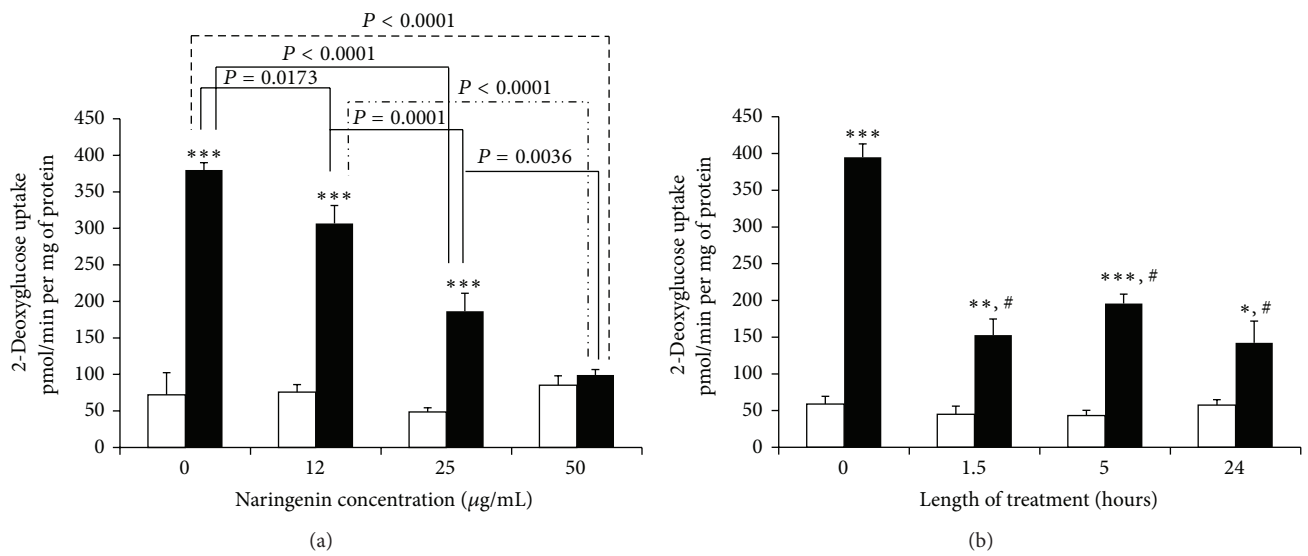 P < 0.0001
P < 0.0001
P = 0.0173
P < 0.0001
P = 0.0001
P = 0.0036
2-Deoxyglucose uptake
pmol/min per mg of protein
450
400
350
300
250
200
150
100
50
0
***
***
***
0 12 25 50
Naringenin concentration (μg/mL)
(a)
2-Deoxyglucose uptake
pmol/min per mg of protein
450
400
350
300
250
200
150
100
50
0
***
**, #
***, #
*, #
0 1.5 5 24
Length of treatment (hours)
(b)